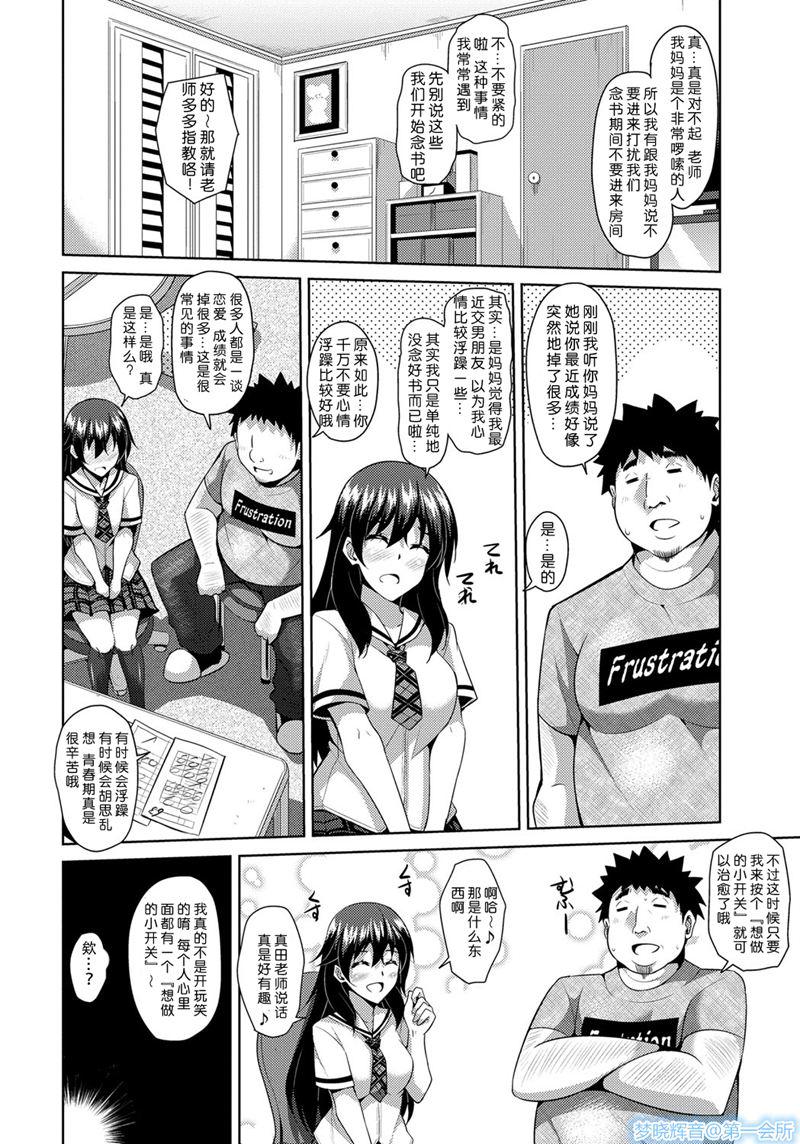 真…真是对不起 老师
我妈妈是个非常啰嗦的人
所以我有跟我妈妈说不
要进来打扰我们
念书期间不要进来房间
不…不要紧的
啦 这种事情
我常常遇到
先别说这些
我们开始念书吧
好的～那就请老
师多多指教咯！
刚刚我听你妈妈说了
她说你最近成绩好像
突然地掉了很多…
是…是的
Frustration
其实…是妈妈觉得我最
近交男朋友 以为我心
情比较浮躁 一些…
其实我只是单纯地
没念好书而已啦…
原来如此…你
千万不要心情
浮躁比较好哦
てれ
てれ
很多人都是一谈
恋爱 成绩就会
掉很多…这是很
常见的事情
是…是哦 真
是这样么？
Frustration
有时候会浮躁
有时候会胡思乱
想 青春期真是
很辛苦哦
不过这时候只要
我来按个『想做
的小开关』就可
以治愈了哦
むふー
啊哈～♪
那是什么东
西啊
真田老师说话
真是好有趣♪
我真的不是开玩笑
的唷 每个人心里
面都有一个『想做
的小开关』～
欸…？
梦晓辉音@第一会所